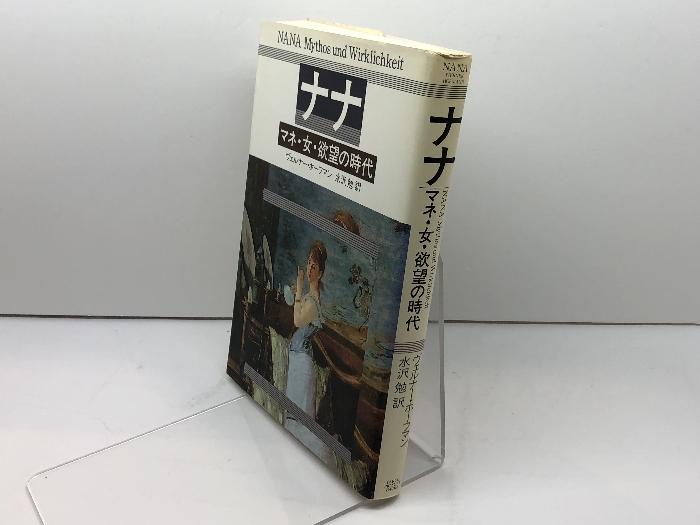 NANA Mythos und Wirklichkeit
ナナ
マネ・女・欲望の時代
ヴェルナー・ホーフマン 水沢勉 訳
NANA
ナナ
マネ・女・欲望の時代
ヴェルナー・ホーフマン
水沢勉 訳